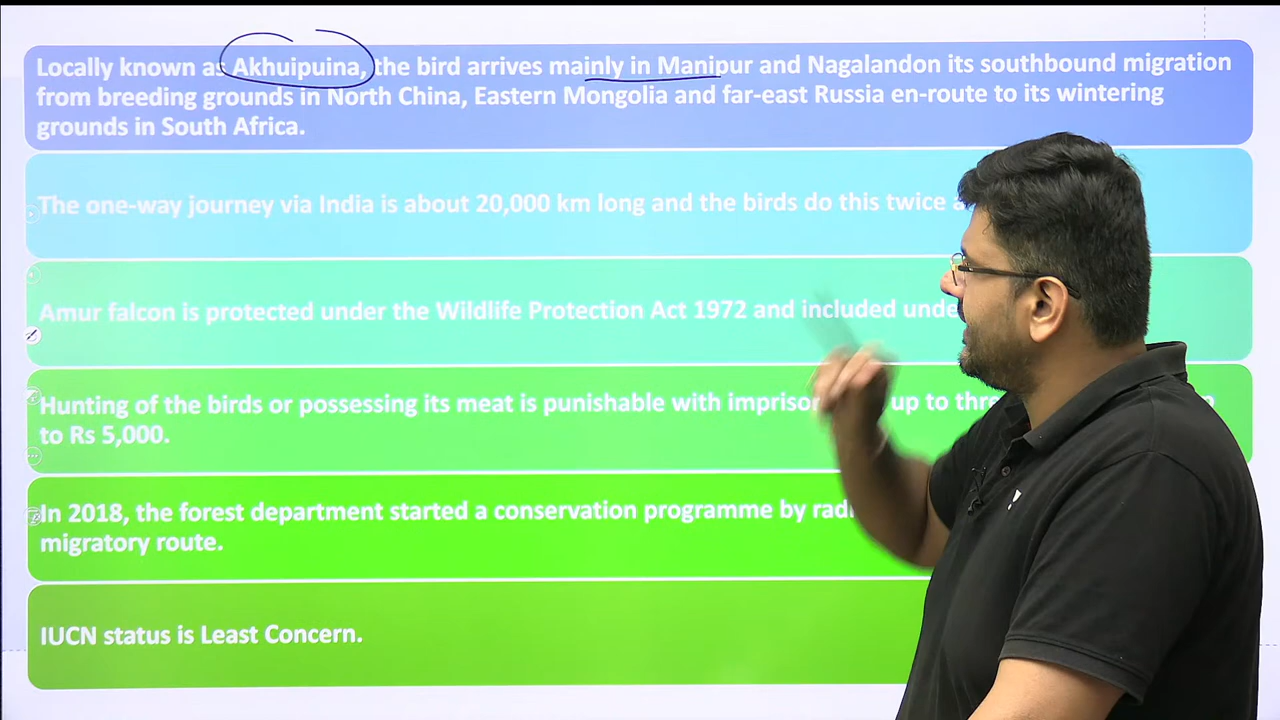 Locally known as Akhuipuina, the bird arrives mainly in Manipur and Nagalandon its southbound migration
from breeding grounds in North China, Eastern Mongolia and far-east Russia en-route to its wintering
grounds in South Africa.
The one-way journey via India is about 20,000 km long and the birds do this twice
Amur falcon is protected under the Wildlife Protection Act 1972 and included
Hunting of the birds or possessing its meat is punishable with up to
to Rs 5,000.
In 2018, the forest department started a conservation programme by
migratory route.
IUCN status is Least Concern.